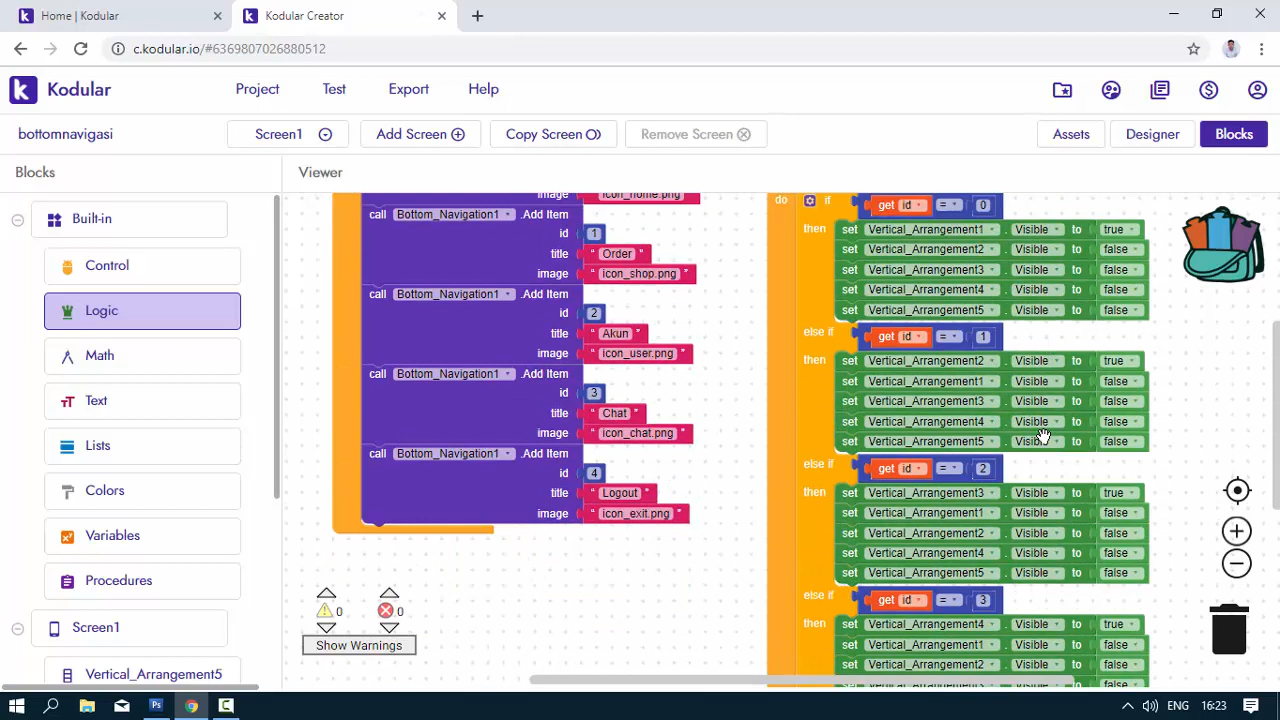 Home | Kodular
Kodular Creator
c.kodular.io/#6369807026880512
Kodular
Project
Test
Export
Help
bottomnavigasi
Screen1
Add Screen
Copy Screen
Remove Screen
Assets
Designer
Blocks
Blocks
Viewer
Built-in
Control
Logic
Math
Text
Lists
Colors
Variables
Procedures
Screen1
Vertical_Arrangement5
image “ icon_home.png ”
call Bottom_Navigation1 .Add Item
id 1
title “ Order ”
image “ icon_shop.png ”
call Bottom_Navigation1 .Add Item
id 2
title “ Akun ”
image “ icon_user.png ”
call Bottom_Navigation1 .Add Item
id 3
title “ Chat ”
image “ icon_chat.png ”
call Bottom_Navigation1 .Add Item
id 4
title “ Logout ”
image “ icon_exit.png ”
0 0
Show Warnings
do if get id = 0
then set Vertical_Arrangement1 . Visible to true
set Vertical_Arrangement2 . Visible to false
set Vertical_Arrangement3 . Visible to false
set Vertical_Arrangement4 . Visible to false
set Vertical_Arrangement5 . Visible to false
else if get id = 1
then set Vertical_Arrangement2 . Visible to true
set Vertical_Arrangement1 . Visible to false
set Vertical_Arrangement3 . Visible to false
set Vertical_Arrangement4 . Visible to false
set Vertical_Arrangement5 . Visible to false
else if get id = 2
then set Vertical_Arrangement3 . Visible to true
set Vertical_Arrangement1 . Visible to false
set Vertical_Arrangement2 . Visible to false
set Vertical_Arrangement4 . Visible to false
set Vertical_Arrangement5 . Visible to false
else if get id = 3
then set Vertical_Arrangement4 . Visible to true
set Vertical_Arrangement1 . Visible to false
set Vertical_Arrangement2 . Visible to false
ENG 16:23